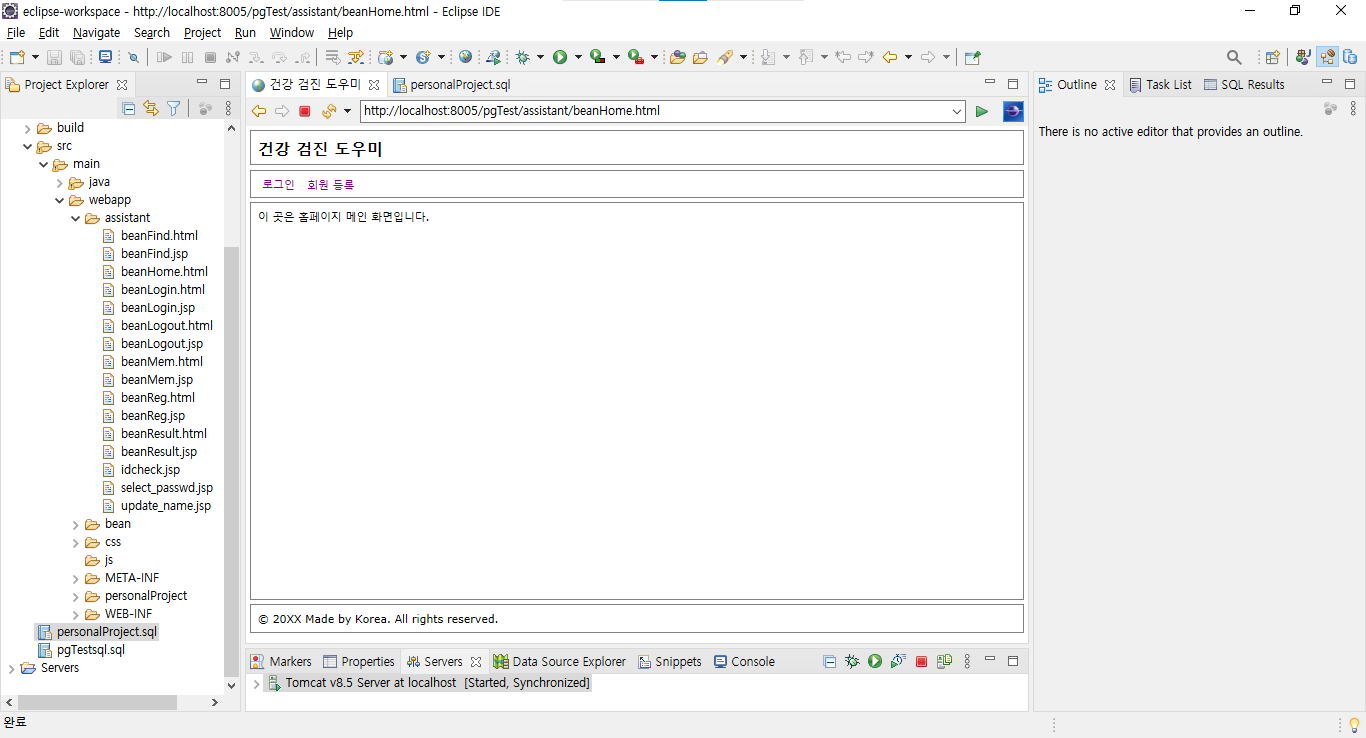 eclipse-workspace - http://localhost:8005/pgTest/assistant/beanHome.html - Eclipse IDE
File Edit Navigate Search Project Run Window Help
Project Explorer
build
src
main
java
webapp
assistant
beanFind.html
beanFind.jsp
beanHome.html
beanLogin.html
beanLogin.jsp
beanLogout.html
beanLogout.jsp
beanMem.html
beanMem.jsp
beanReg.html
beanReg.jsp
beanResult.html
beanResult.jsp
idcheck.jsp
select_passwd.jsp
update_name.jsp
bean
css
js
META-INF
personalProject
WEB-INF
personalProject.sql
pgTestsql.sql
Servers
건강 검진 도우미 personalProject.sql
http://localhost:8005/pgTest/assistant/beanHome.html
건강 검진 도우미
로그인 회원 등록
이 곳은 홈페이지 메인 화면입니다.
© 20XX Made by Korea. All rights reserved.
Markers Properties Servers Data Source Explorer Snippets Console
Tomcat v8.5 Server at localhost [Started, Synchronized]
Outline Task List SQL Results
There is no active editor that provides an outline.
완료